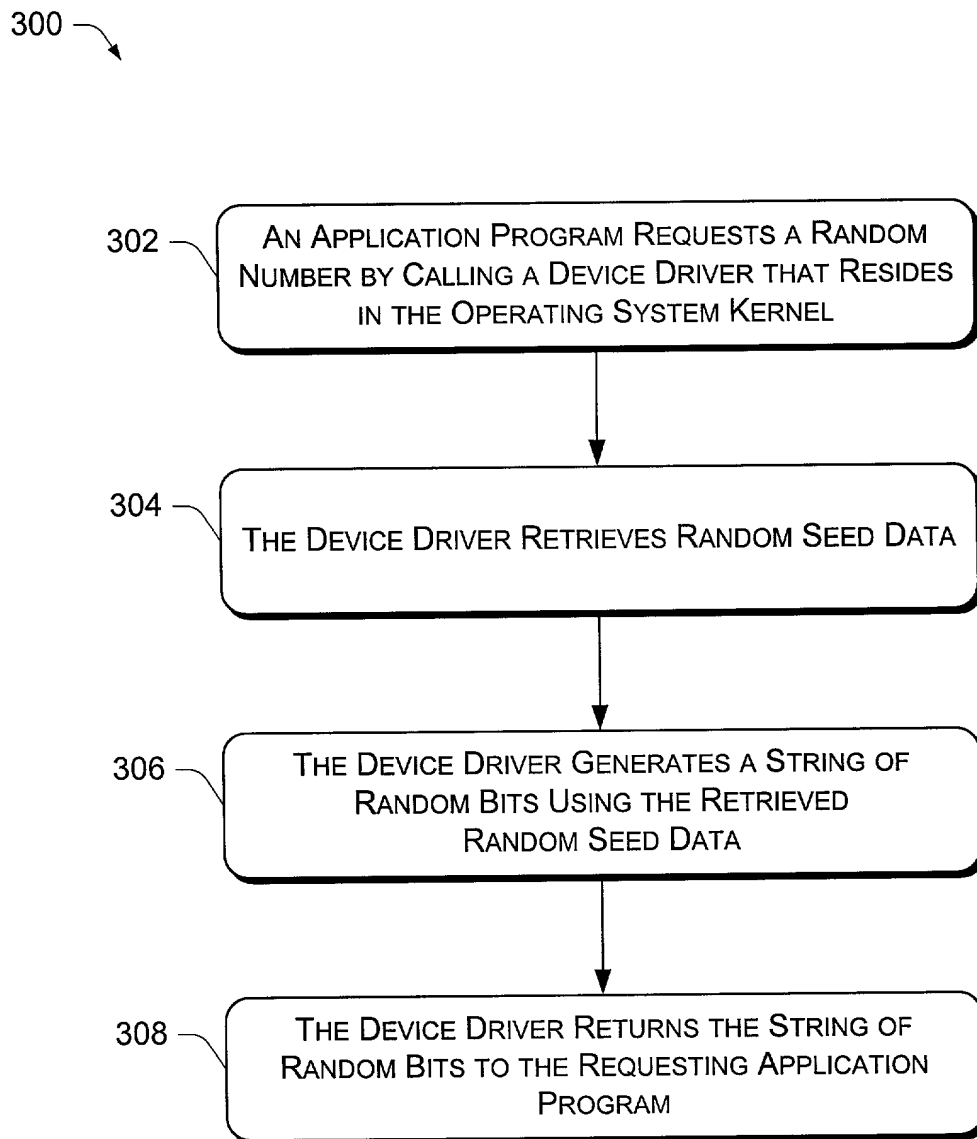 300
302
AN APPLICATION PROGRAM REQUESTS A RANDOM
NUMBER BY CALLING A DEVICE DRIVER THAT RESIDES
IN THE OPERATING SYSTEM KERNEL
304
THE DEVICE DRIVER RETRIEVES RANDOM SEED DATA
306
THE DEVICE DRIVER GENERATES A STRING OF
RANDOM BITS USING THE RETRIEVED
RANDOM SEED DATA
308
THE DEVICE DRIVER RETURNS THE STRING OF
RANDOM BITS TO THE REQUESTING APPLICATION
PROGRAM